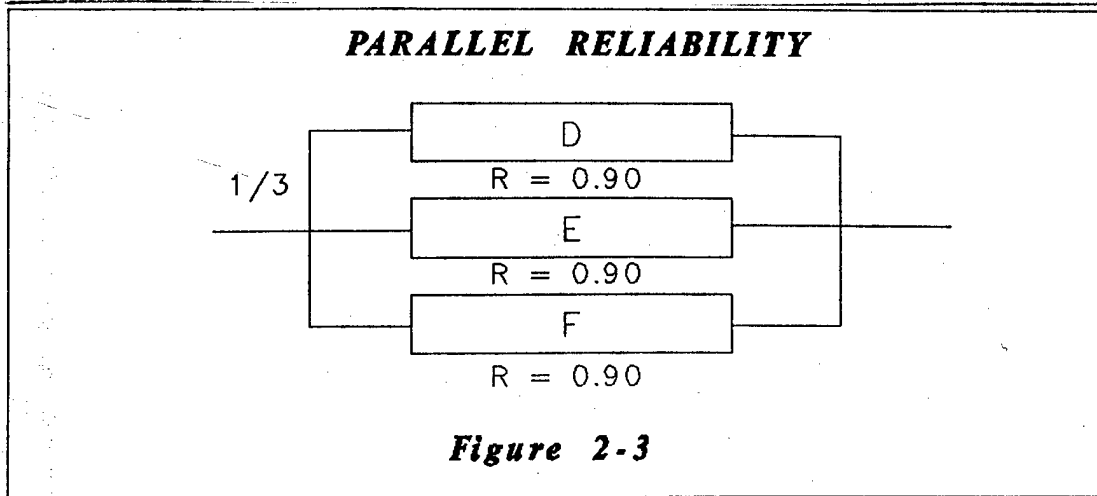 PARALLEL RELIABILITY
D
R = 0.90
1/3
E
R = 0.90
F
R = 0.90
Figure 2-3